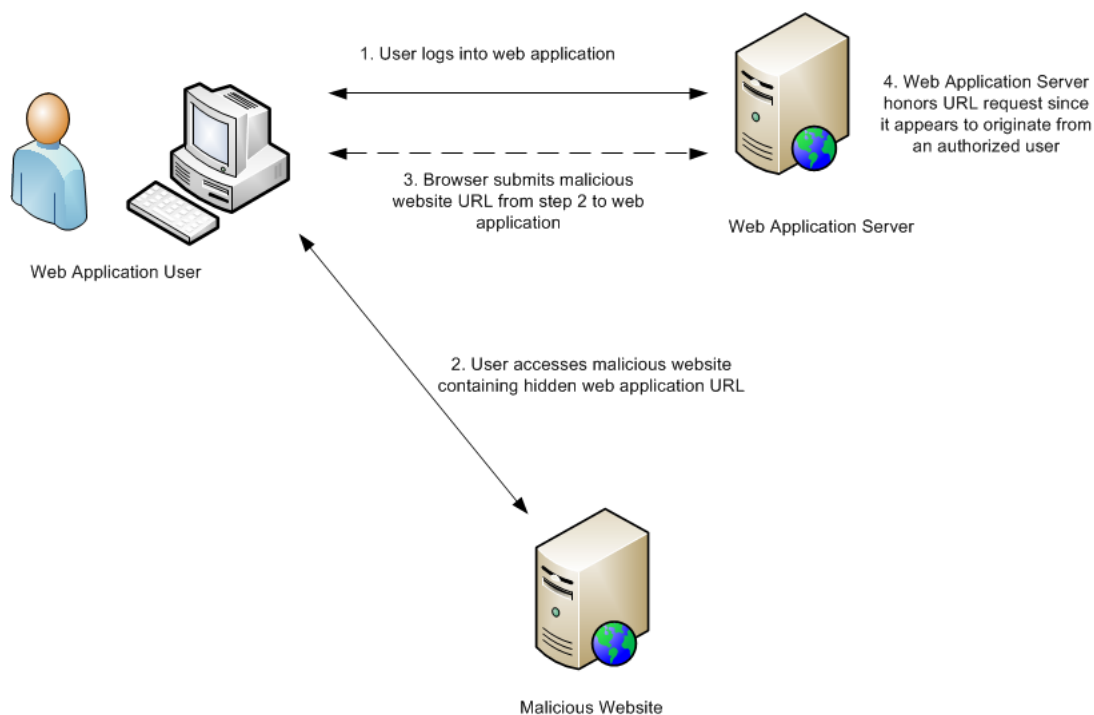 1. User logs into web application
4. Web Application Server
honors URL request since
it appears to originate from
an authorized user
3. Browser submits malicious
website URL from step 2 to web
application
Web Application Server
Web Application User
2. User accesses malicious website
containing hidden web application URL
Malicious Website